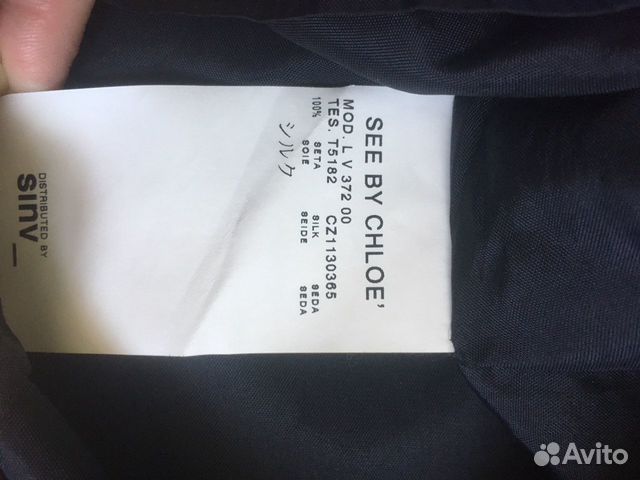 SEE BY CHLOE'
MOD. L V 372 00
TES. T5182 CZ1130365
100% SETA SILK SEDA
SOIE SEIDE SEDA
シルク
DISTRIBUTED BY
sinv_
Avito